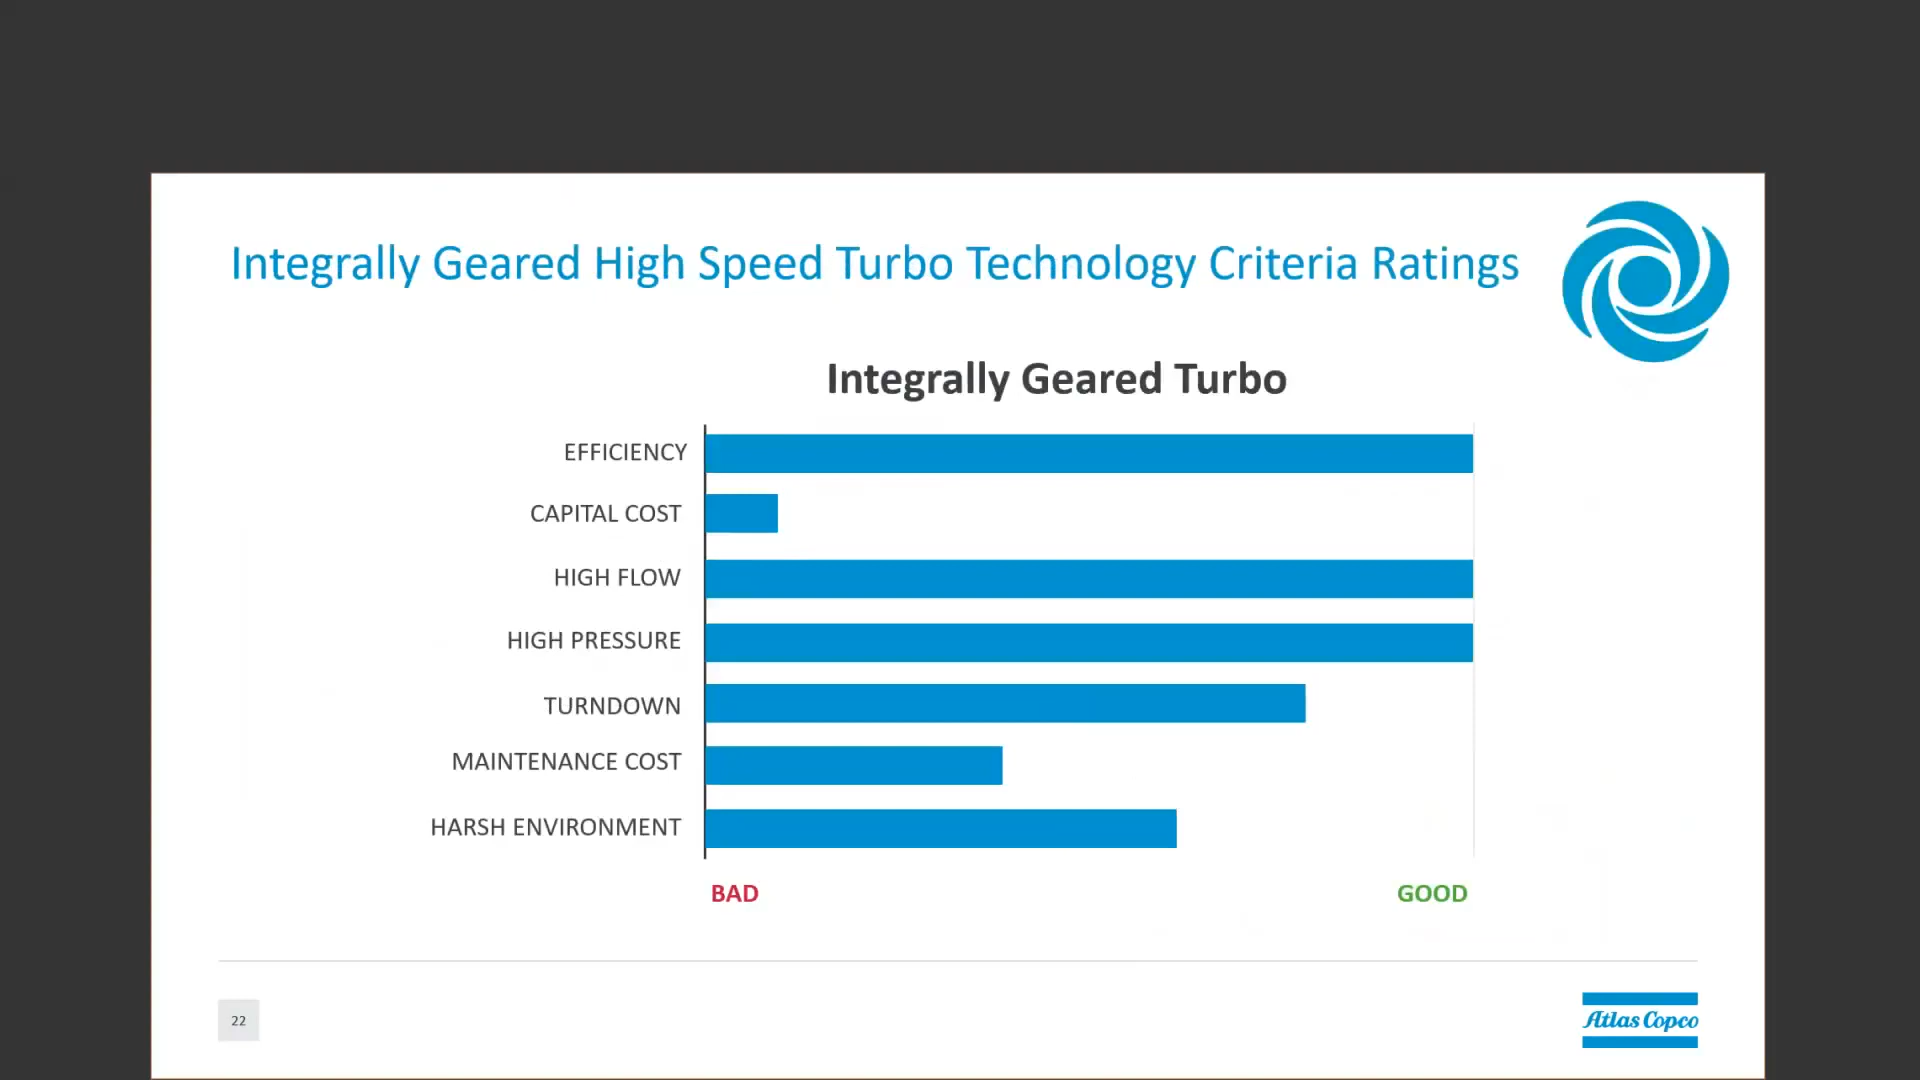 Integrally Geared High Speed Turbo Technology Criteria Ratings
Integrally Geared Turbo
EFFICIENCY
CAPITAL COST
HIGH FLOW
HIGH PRESSURE
TURNDOWN
MAINTENANCE COST
HARSH ENVIRONMENT
BAD
GOOD
22
Atlas Copco